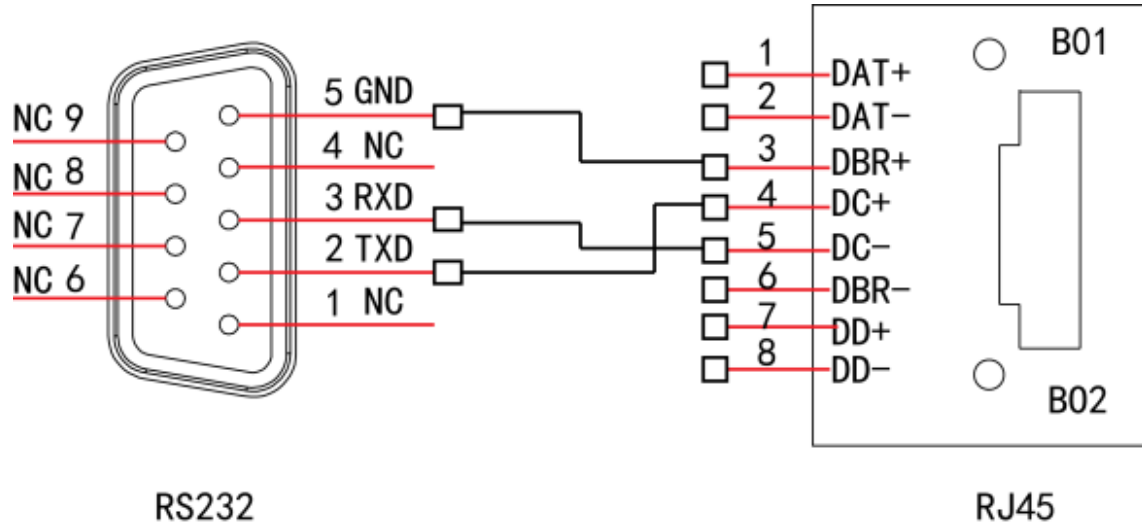 NC 9
NC 8
NC 7
NC 6
5 GND
4 NC
3 RXD
2 TXD
1 NC
1 DAT+
2 DAT-
3 DBR+
4 DC+
5 DC-
6 DBR-
7 DD+
8 DD-
B01
B02
RS232
RJ45